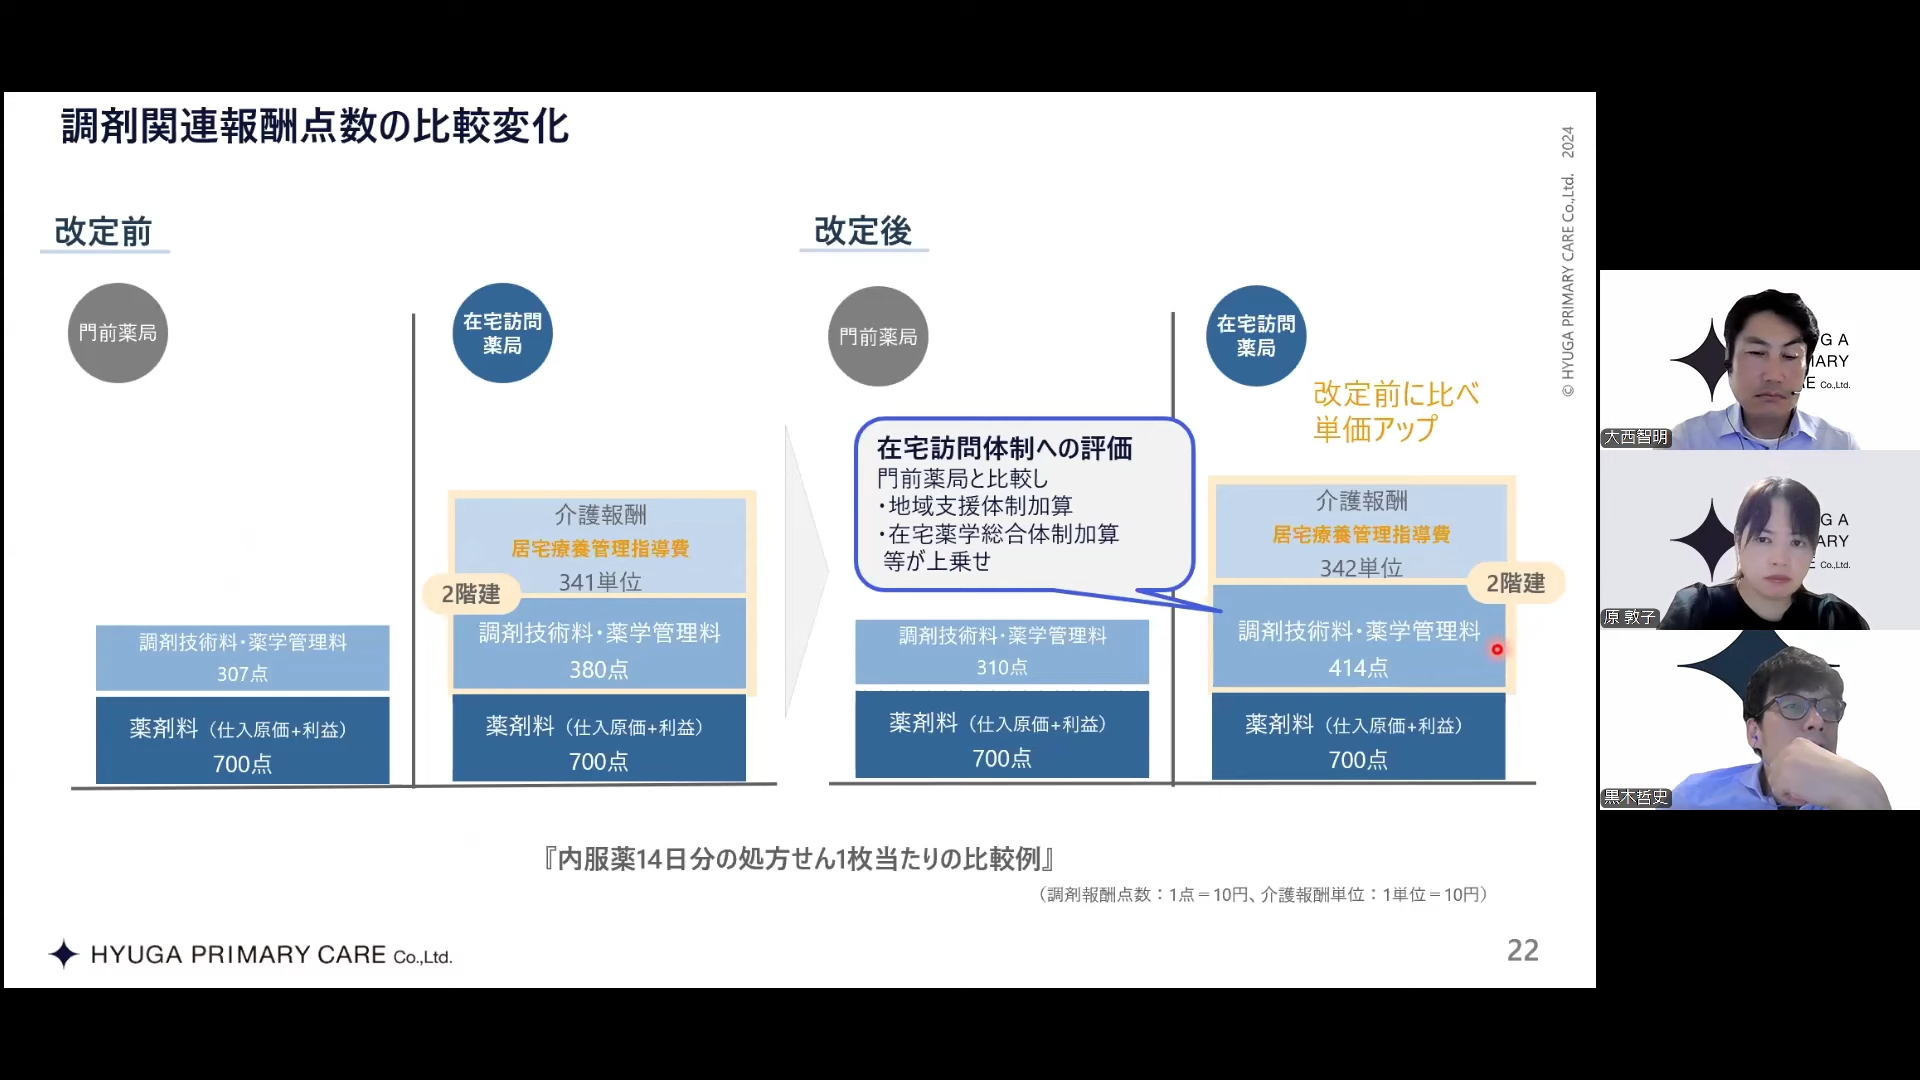 調剤関連報酬点数の比較変化
© HYUGA PRIMARY CARE Co.,Ltd. 2024
改定前
門前薬局
在宅訪問
薬局
介護報酬
居宅療養管理指導費
341単位
2階建
調剤技術料・薬学管理料
380点
調剤技術料・薬学管理料
307点
薬剤料（仕入原価+利益）
700点
薬剤料（仕入原価+利益）
700点
改定後
門前薬局
在宅訪問
薬局
改定前に比べ
単価アップ
在宅訪問体制への評価
門前薬局と比較し
・地域支援体制加算
・在宅薬学総合体制加算
等が上乗せ
介護報酬
居宅療養管理指導費
342単位
2階建
調剤技術料・薬学管理料
414点
調剤技術料・薬学管理料
310点
薬剤料（仕入原価+利益）
700点
薬剤料（仕入原価+利益）
700点
『内服薬14日分の処方せん1枚当たりの比較例』
（調剤報酬点数：1点＝10円、介護報酬単位：1単位＝10円）
HYUGA PRIMARY CARE Co.,Ltd.
22
G A
MARY
E Co.,Ltd.
大西智明
G A
ARY
Co.,Ltd.
原 敦子
黒木哲史